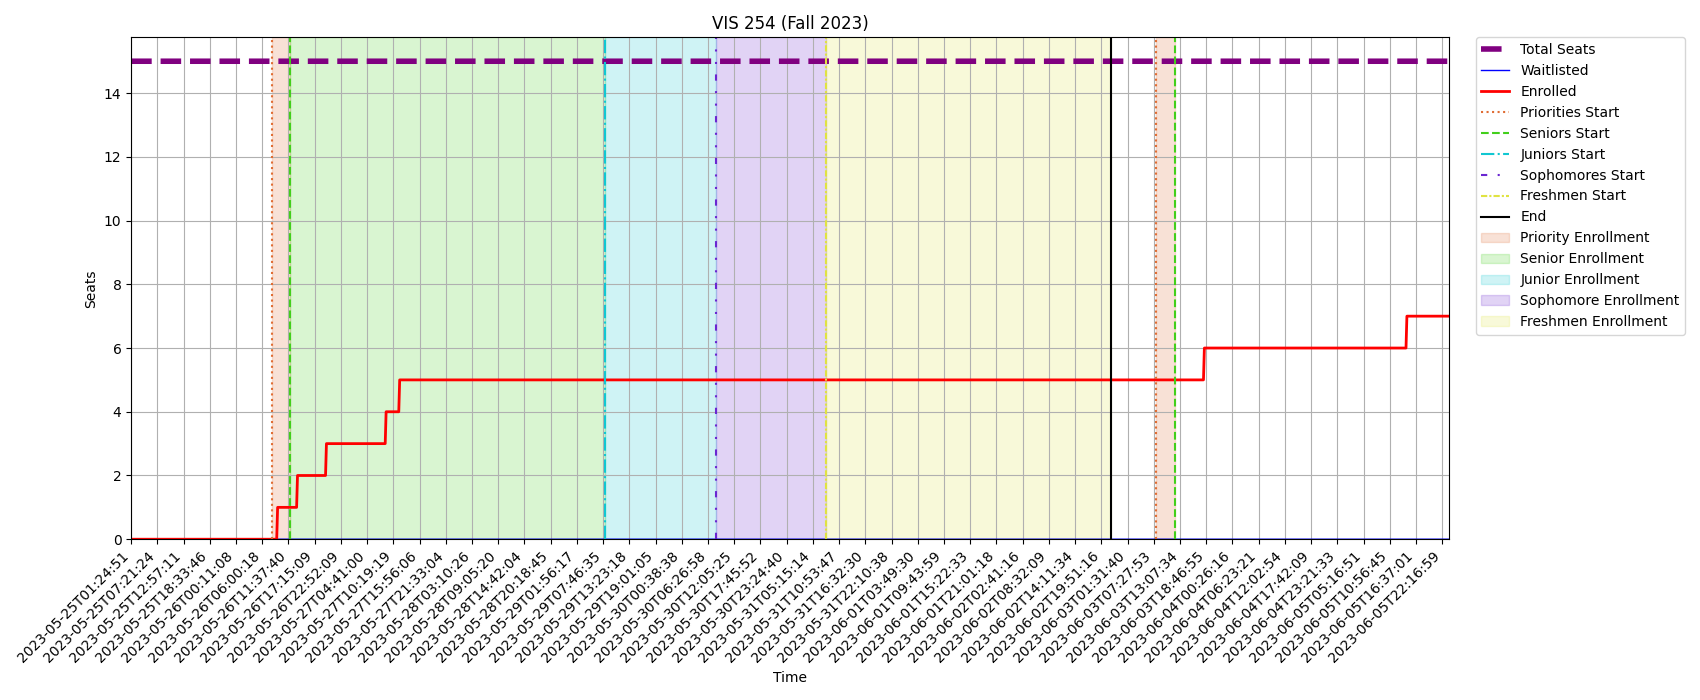 VIS 254 (Fall 2023)
Seats
14
12
10
8
6
4
2
0
2023-05-25T01:24:51
2023-05-25T07:21:24
2023-05-25T12:57:11
2023-05-25T18:33:46
2023-05-26T00:11:08
2023-05-26T06:00:18
2023-05-26T11:37:40
2023-05-26T17:15:09
2023-05-26T22:52:09
2023-05-27T04:41:00
2023-05-27T10:19:19
2023-05-27T15:56:06
2023-05-27T21:33:04
2023-05-28T03:10:26
2023-05-28T09:05:20
2023-05-28T14:42:04
2023-05-28T20:18:45
2023-05-29T01:56:17
2023-05-29T07:46:35
2023-05-29T13:23:18
2023-05-29T19:01:05
2023-05-30T00:38:38
2023-05-30T06:26:58
2023-05-30T12:05:25
2023-05-30T17:45:52
2023-05-30T23:24:40
2023-05-31T05:15:14
2023-05-31T10:53:47
2023-05-31T16:32:30
2023-05-31T22:10:38
2023-06-01T03:49:30
2023-06-01T09:43:59
2023-06-01T15:22:33
2023-06-01T21:01:18
2023-06-02T02:41:16
2023-06-02T08:32:09
2023-06-02T14:11:34
2023-06-02T19:51:16
2023-06-03T01:31:40
2023-06-03T07:27:53
2023-06-03T13:07:34
2023-06-03T18:46:55
2023-06-04T00:26:16
2023-06-04T06:23:21
2023-06-04T12:02:54
2023-06-04T17:42:09
2023-06-04T23:21:33
2023-06-05T05:16:51
2023-06-05T10:56:45
2023-06-05T16:37:01
2023-06-05T22:16:59
Time
Total Seats
Waitlisted
Enrolled
Priorities Start
Seniors Start
Juniors Start
Sophomores Start
Freshmen Start
End
Priority Enrollment
Senior Enrollment
Junior Enrollment
Sophomore Enrollment
Freshmen Enrollment